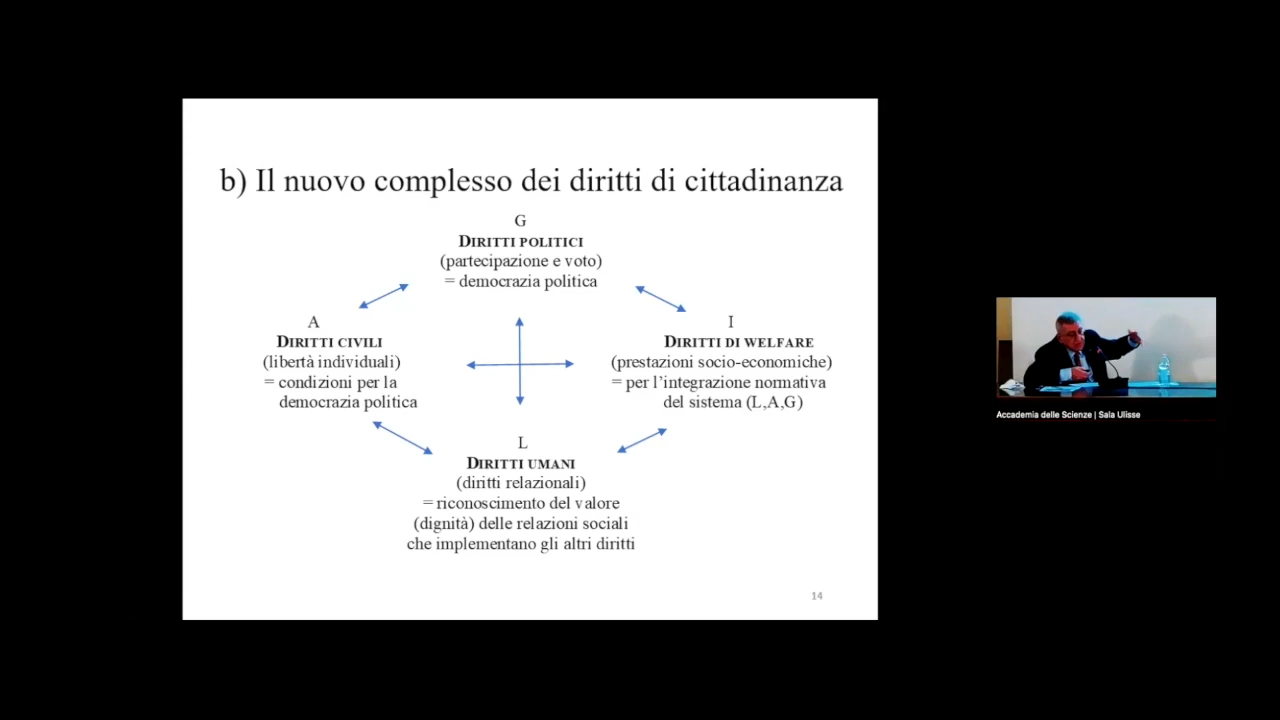 b) Il nuovo complesso dei diritti di cittadinanza
G
DIRITTI POLITICI
(partecipazione e voto)
= democrazia politica
A
DIRITTI CIVILI
(libertà individuali)
= condizioni per la
democrazia politica
I
DIRITTI DI WELFARE
(prestazioni socio-economiche)
= per l'integrazione normativa
del sistema (L,A,G)
L
DIRITTI UMANI
(diritti relazionali)
= riconoscimento del valore
(dignità) delle relazioni sociali
che implementano gli altri diritti
14
Accademia delle Scienze | Sala Ulisse